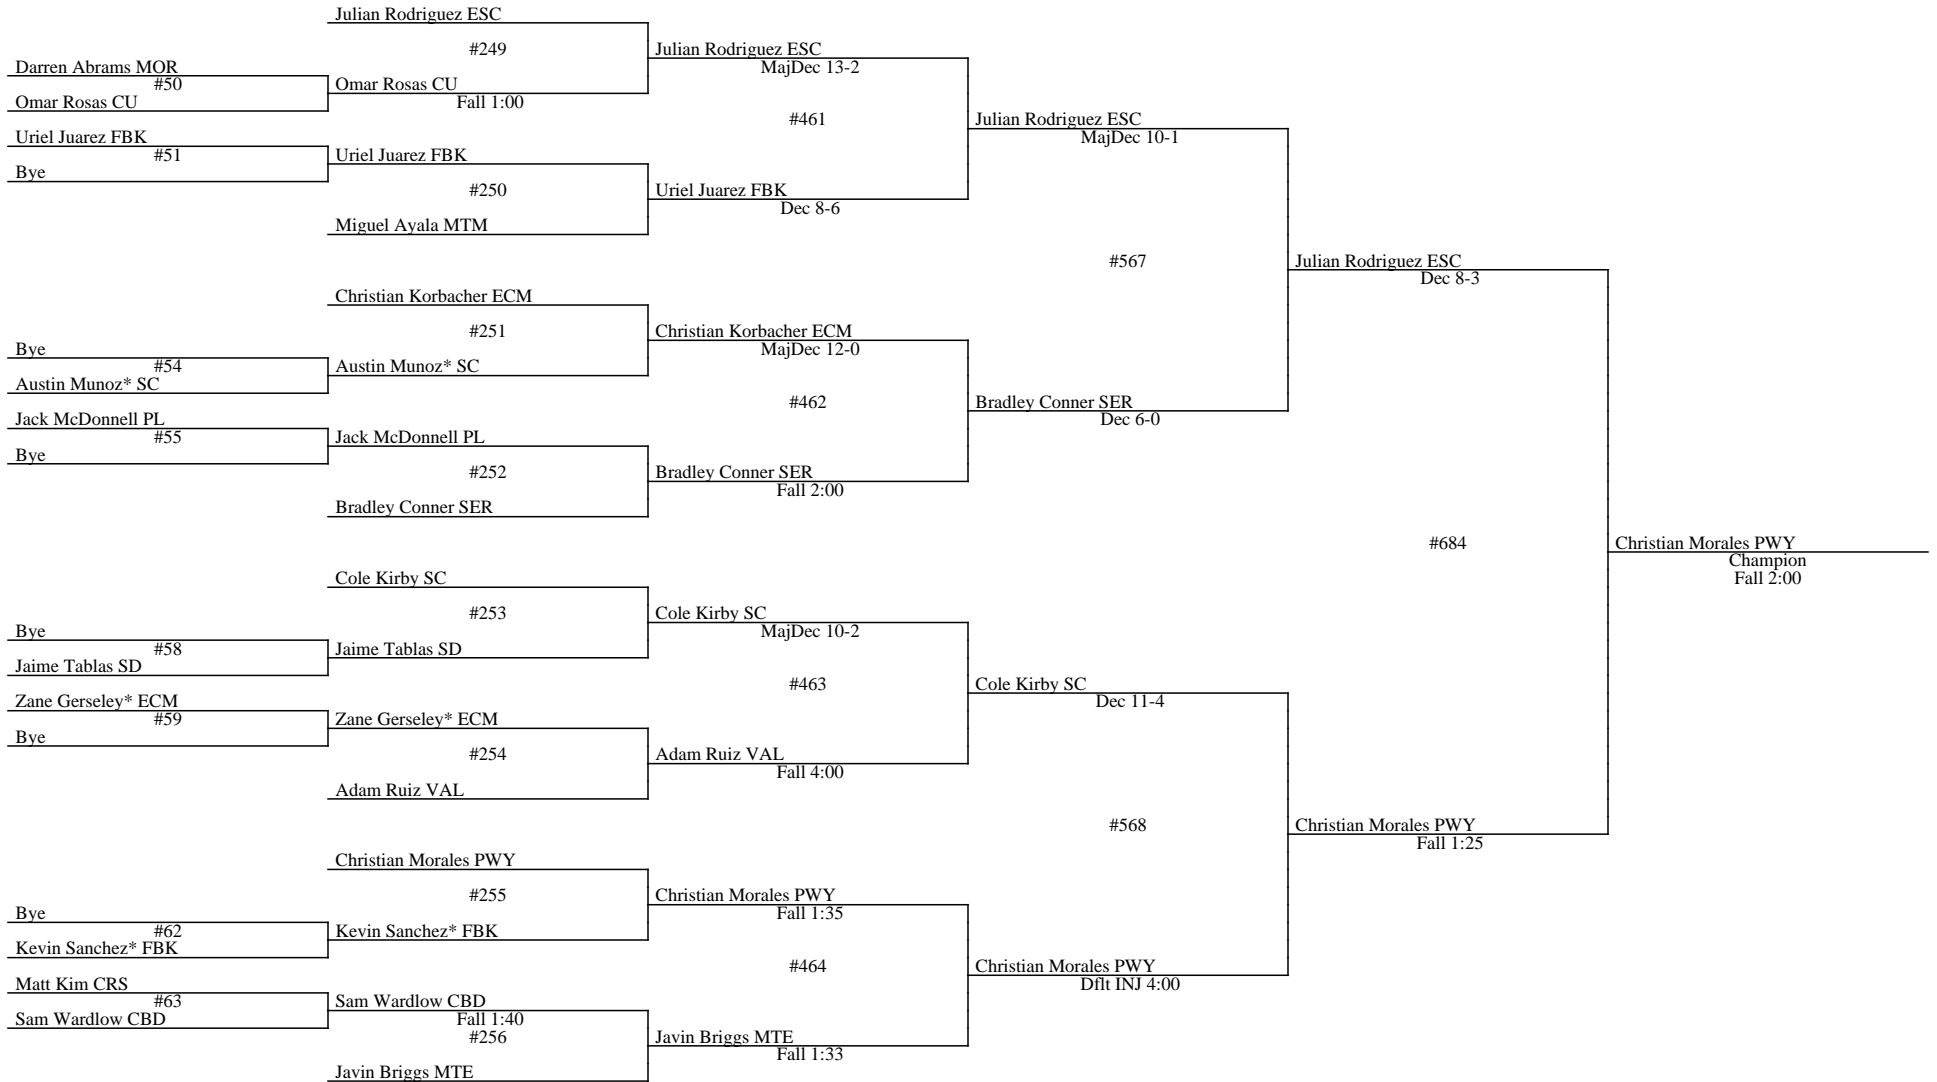 Julian Rodriguez ESC
#249
Julian Rodriguez ESC
MajDec 13-2
Darren Abrams MOR
#50
Omar Rosas CU
Omar Rosas CU
Fall 1:00
#461
Julian Rodriguez ESC
MajDec 10-1
Uriel Juarez FBK
#51
Bye
Uriel Juarez FBK
#250
Uriel Juarez FBK
Dec 8-6
Miguel Ayala MTM
#567
Julian Rodriguez ESC
Dec 8-3
Christian Korbacher ECM
#251
Christian Korbacher ECM
MajDec 12-0
Bye
#54
Austin Munoz* SC
Austin Munoz* SC
#462
Bradley Conner SER
Dec 6-0
Jack McDonnell PL
#55
Bye
Jack McDonnell PL
#252
Bradley Conner SER
Fall 2:00
Bradley Conner SER
#684
Christian Morales PWY
Champion
Fall 2:00
Cole Kirby SC
#253
Cole Kirby SC
MajDec 10-2
Bye
#58
Jaime Tablas SD
Jaime Tablas SD
#463
Cole Kirby SC
Dec 11-4
Zane Gerseley* ECM
#59
Bye
Zane Gerseley* ECM
#254
Adam Ruiz VAL
Fall 4:00
Adam Ruiz VAL
#568
Christian Morales PWY
Fall 1:25
Christian Morales PWY
#255
Christian Morales PWY
Fall 1:35
Bye
#62
Kevin Sanchez* FBK
Kevin Sanchez* FBK
#464
Christian Morales PWY
Dflt INJ 4:00
Matt Kim CRS
#63
Sam Wardlow CBD
Sam Wardlow CBD
Fall 1:40
#256
Javin Briggs MTE
Fall 1:33
Javin Briggs MTE